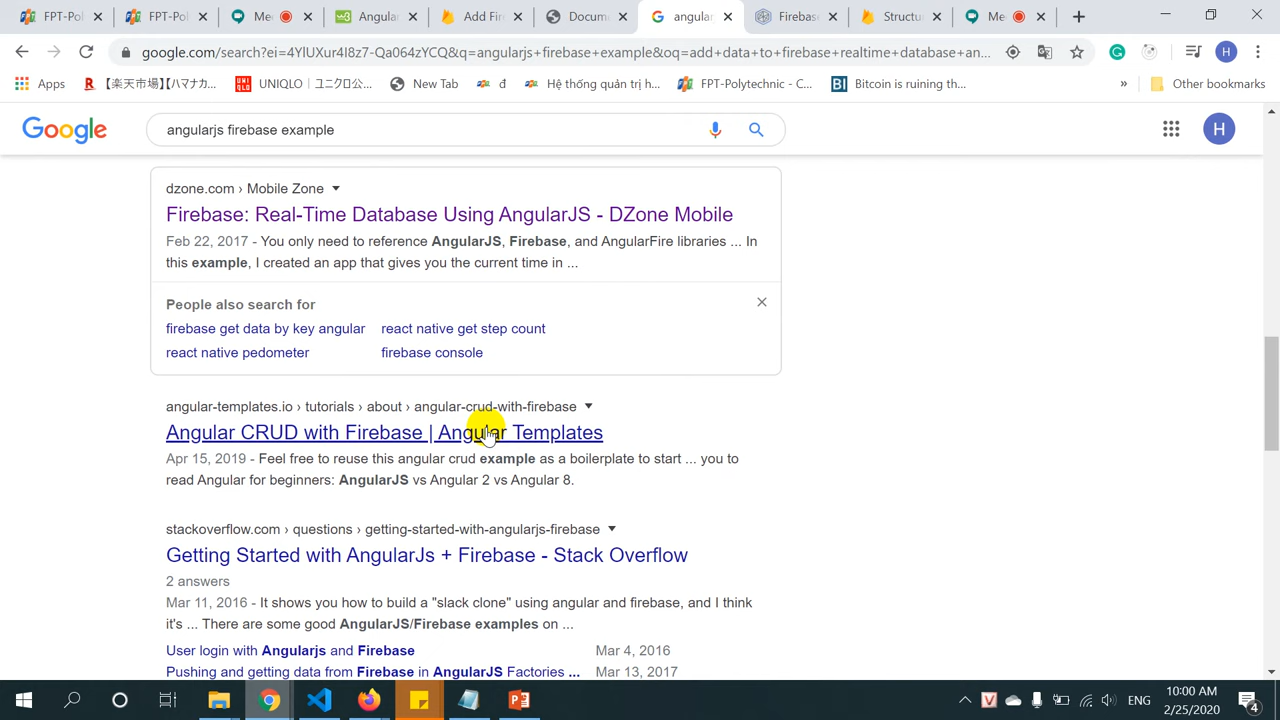 FPT-Pol
FPT-Pol
Mee
Angular
Add Fire
Docume
angular
Firebase
Structu
Me
google.com/search?ei=4YlUXur4I8z7-Qa064zYCQ&q=angularjs+firebase+example&oq=add+data+to+firebase+realtime+database+an...
H
Apps
【楽天市場】【ハマナカ...
UNIQLO｜ユニクロ公...
New Tab
đ
Hệ thống quản trị h...
FPT-Polytechnic - C...
Bitcoin is ruining th...
»
Other bookmarks
Google
angularjs firebase example
H
dzone.com › Mobile Zone
Firebase: Real-Time Database Using AngularJS - DZone Mobile
Feb 22, 2017 - You only need to reference AngularJS, Firebase, and AngularFire libraries ... In
this example, I created an app that gives you the current time in ...
People also search for
firebase get data by key angular
react native get step count
react native pedometer
firebase console
angular-templates.io › tutorials › about › angular-crud-with-firebase
Angular CRUD with Firebase | Angular Templates
Apr 15, 2019 - Feel free to reuse this angular crud example as a boilerplate to start ... you to
read Angular for beginners: AngularJS vs Angular 2 vs Angular 8.
stackoverflow.com › questions › getting-started-with-angularjs-firebase
Getting Started with AngularJs + Firebase - Stack Overflow
2 answers
Mar 11, 2016 - It shows you how to build a "slack clone" using angular and firebase, and I think
it's ... There are some good AngularJS/Firebase examples on ...
User login with Angularjs and Firebase
Mar 4, 2016
Pushing and getting data from Firebase in AngularJS Factories ...
Mar 13, 2017
ENG
10:00 AM
2/25/2020
4